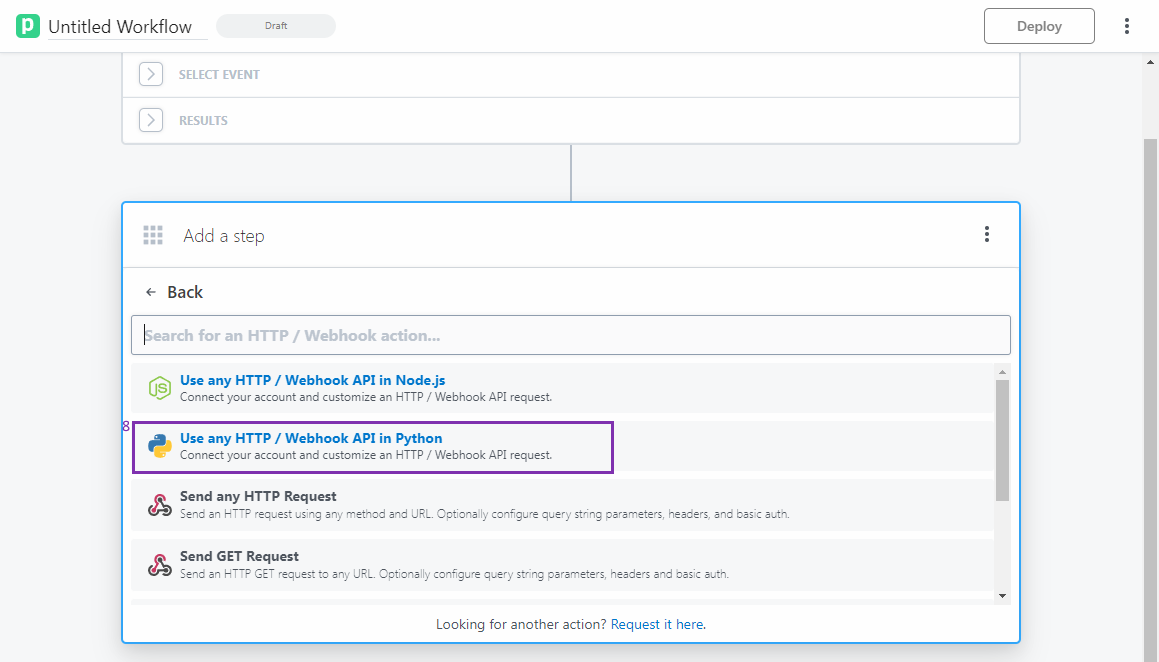 p Untitled Workflow Draft Deploy
SELECT EVENT
RESULTS
Add a step
Back
Search for an HTTP / Webhook action...
JS Use any HTTP / Webhook API in Node.js
Connect your account and customize an HTTP / Webhook API request.
8 Use any HTTP / Webhook API in Python
Connect your account and customize an HTTP / Webhook API request.
Send any HTTP Request
Send an HTTP request using any method and URL. Optionally configure query string parameters, headers, and basic auth.
Send GET Request
Send an HTTP GET request to any URL. Optionally configure query string parameters, headers and basic auth.
Looking for another action? Request it here.